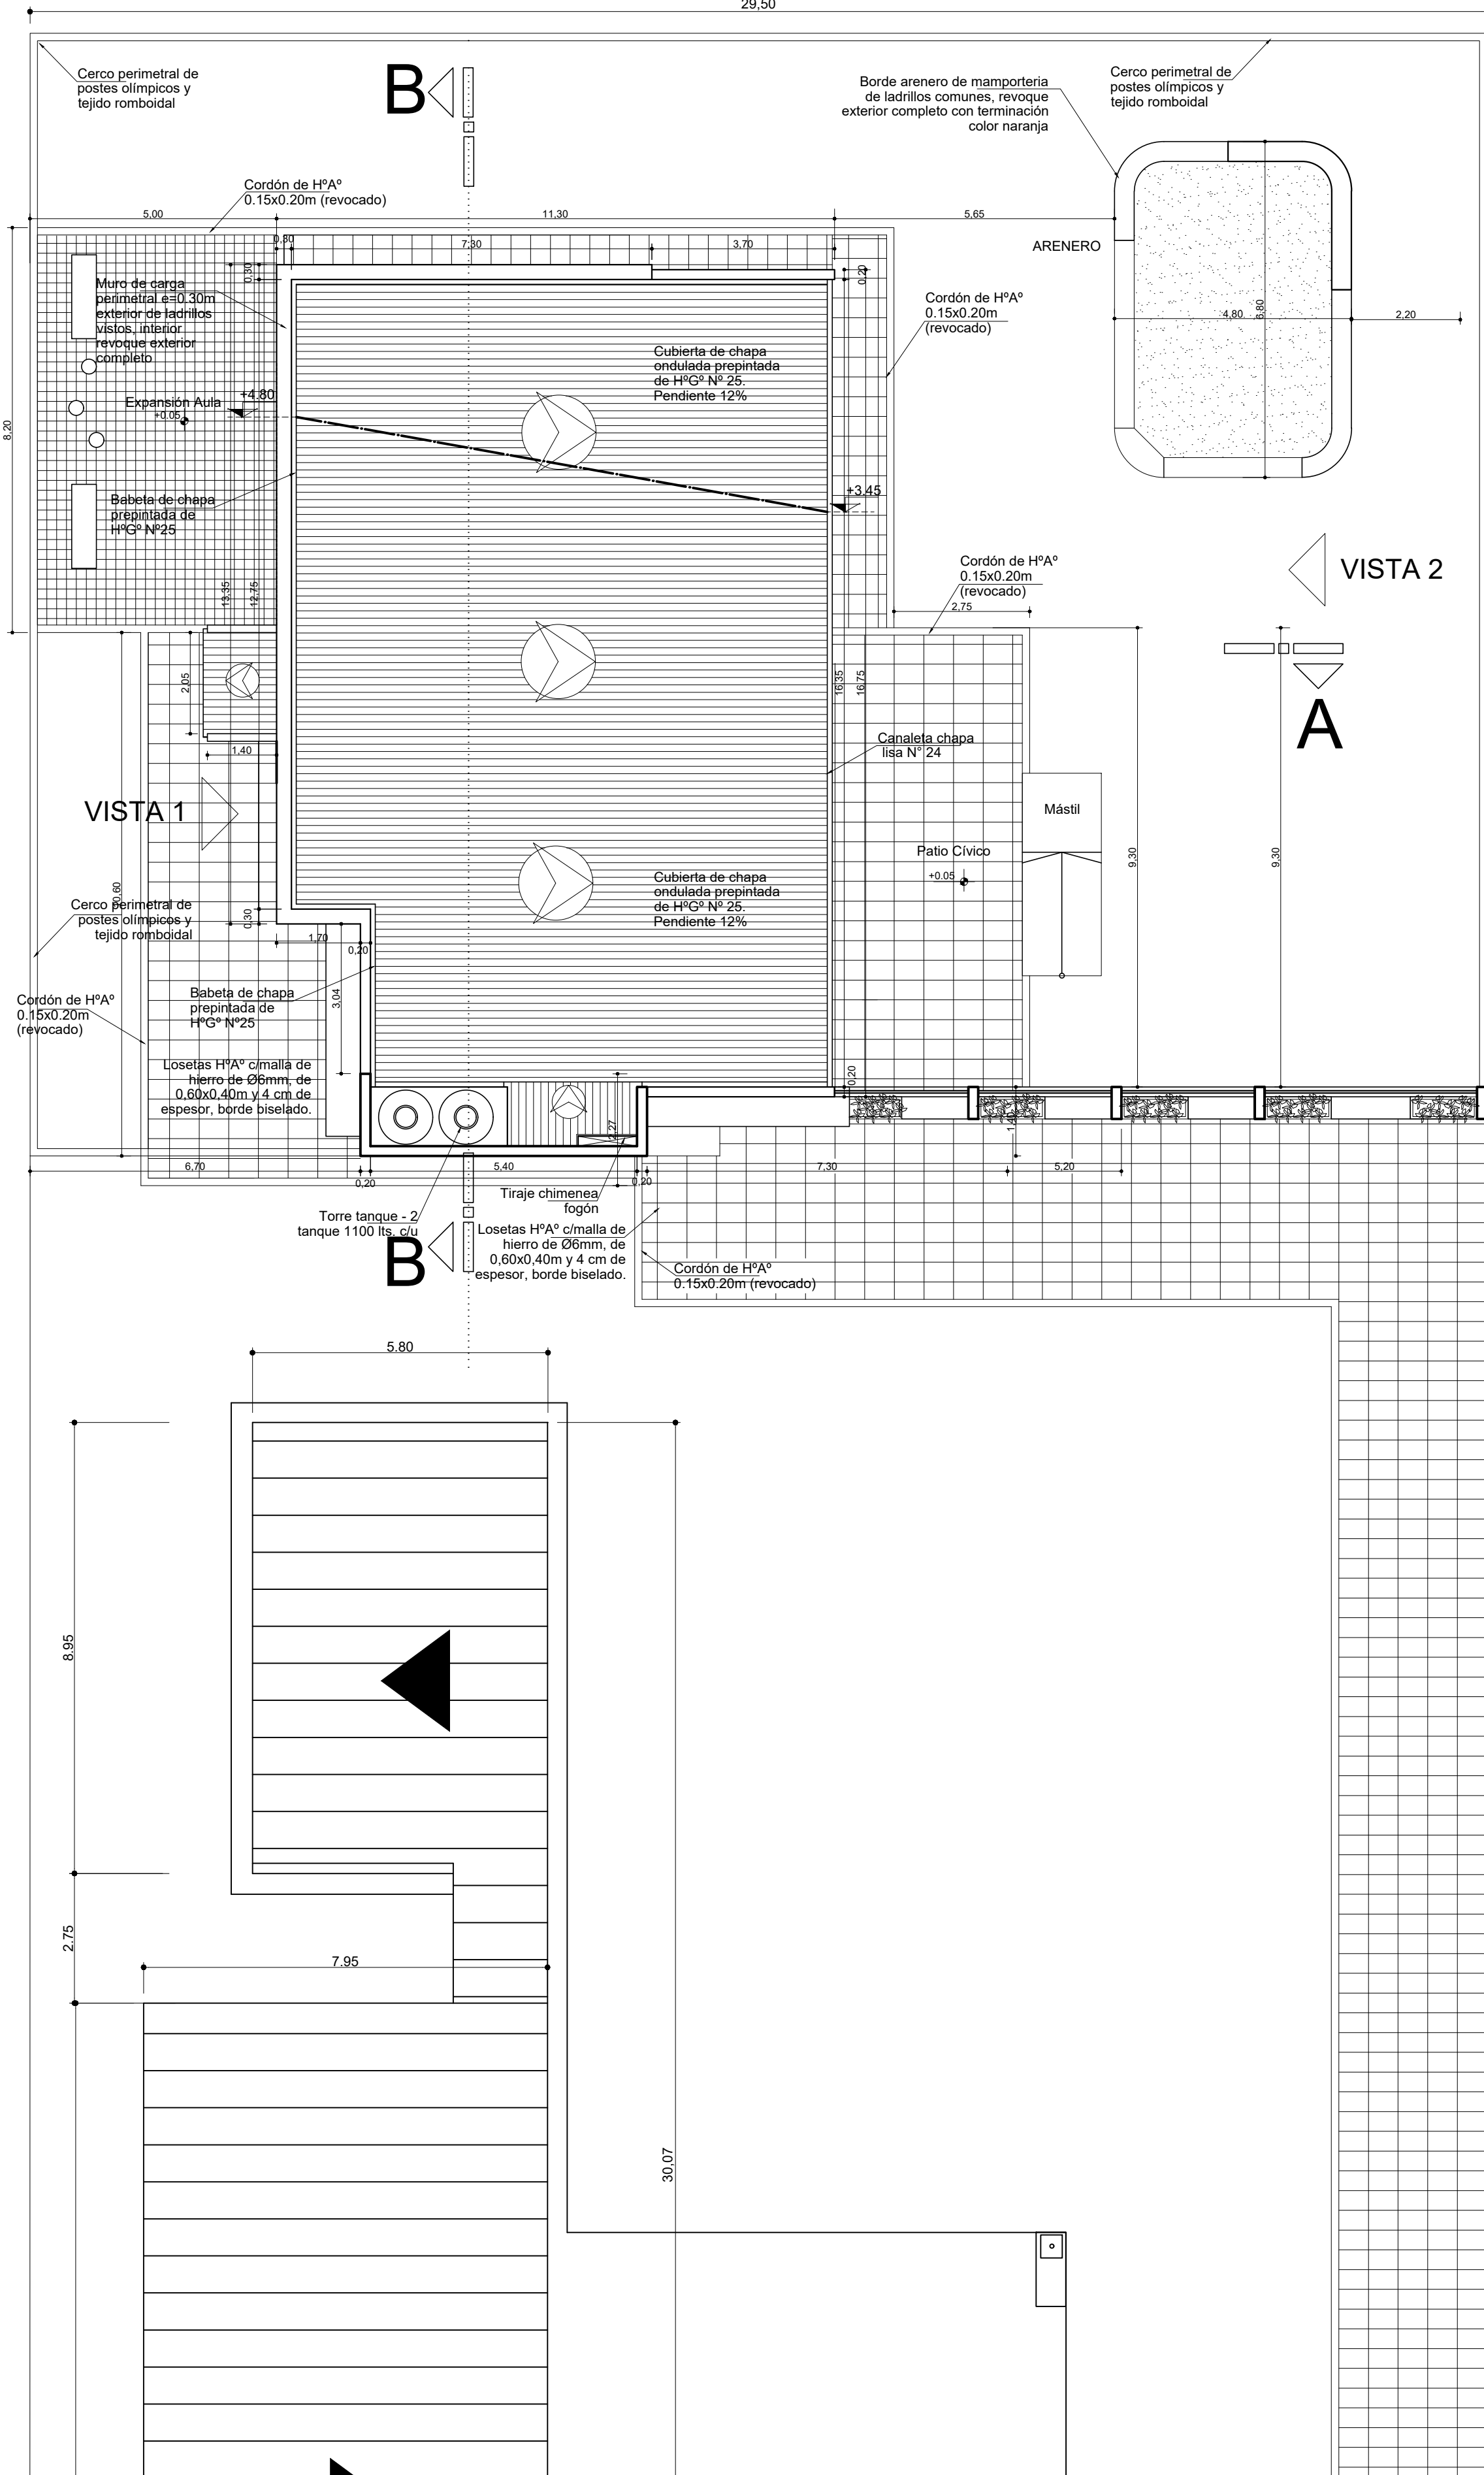 29,50
Cerco perimetral de
postes olímpicos y
tejido romboidal
B
Borde arenero de mamporteria
de ladrillos comunes, revoque
exterior completo con terminación
color naranja
Cerco perimetral de
postes olímpicos y
tejido romboidal
Cordón de HºAº
0.15x0.20m (revocado)
5,00
11,30
5,65
0,30
7,30
3,70
ARENERO
0,30
0,20
Muro de carga
perimetral e=0.30m
exterior de ladrillos
vistos, interior
revoque exterior
completo
Cordón de HºAº
0.15x0.20m
(revocado)
4,80
6,80
2,20
Cubierta de chapa
ondulada prepintada
de HºGº Nº 25.
Pendiente 12%
+4.80
Expansión Aula
+0.05
8,20
+3.45
Babeta de chapa
prepintada de
HºGº Nº25
Cordón de HºAº
0.15x0.20m
(revocado)
VISTA 2
13,35
12,75
2,75
2,05
16,35
16,75
A
1,40
Canaleta chapa
lisa N° 24
VISTA 1
Mástil
Patio Cívico
+0.05
9,30
9,30
Cubierta de chapa
ondulada prepintada
de HºGº Nº 25.
Pendiente 12%
Cerco perimetral de
postes olímpicos y
tejido romboidal
0,30
1,70
0,20
Cordón de HºAº
0.15x0.20m
(revocado)
Babeta de chapa
prepintada de
HºGº Nº25
3,04
Losetas HºAº c/malla de
hierro de Ø6mm, de
0,60x0,40m y 4 cm de
espesor, borde biselado.
0,20
2,27
1,40
6,70
0,20
5,40
0,20
7,30
5,20
Tiraje chimenea
fogón
Torre tanque - 2
tanque 1100 lts. c/u
B
Losetas HºAº c/malla de
hierro de Ø6mm, de
0,60x0,40m y 4 cm de
espesor, borde biselado.
Cordón de HºAº
0.15x0.20m (revocado)
5.80
8.95
2.75
7.95
30,07